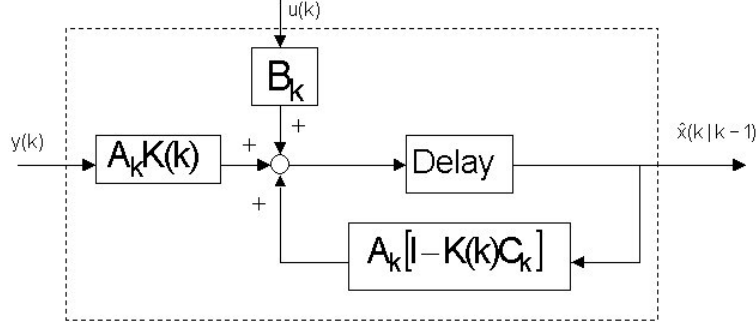 u(k)
B_k
+
y(k)
A_kK(k)
+
Delay
x̂(k|k−1)
+
A_k[I−K(k)C_k]